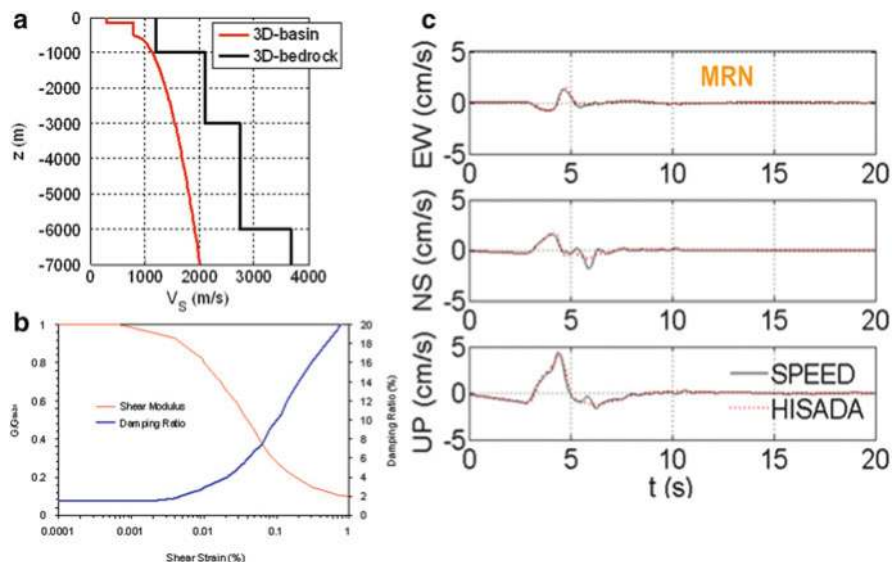 a
0
-1000
-2000
-3000
-4000
-5000
-6000
-7000
z (m)
3D-basin
3D-bedrock
0 1000 2000 3000 4000
V_S (m/s)
b
1
0.8
0.6
0.4
0.2
0
Shear Modulus
Damping Ratio
20
18
16
14
12
10
8
6
4
2
0
Damping Ratio (%)
0.0001 0.001 0.01 0.1 1
Shear Strain (%)
c
EW (cm/s)
5
0
-5
MRN
0 5 10 15 20
NS (cm/s)
5
0
-5
0 5 10 15 20
UP (cm/s)
5
0
-5
SPEED
HISADA
0 5 10 15 20
t (s)